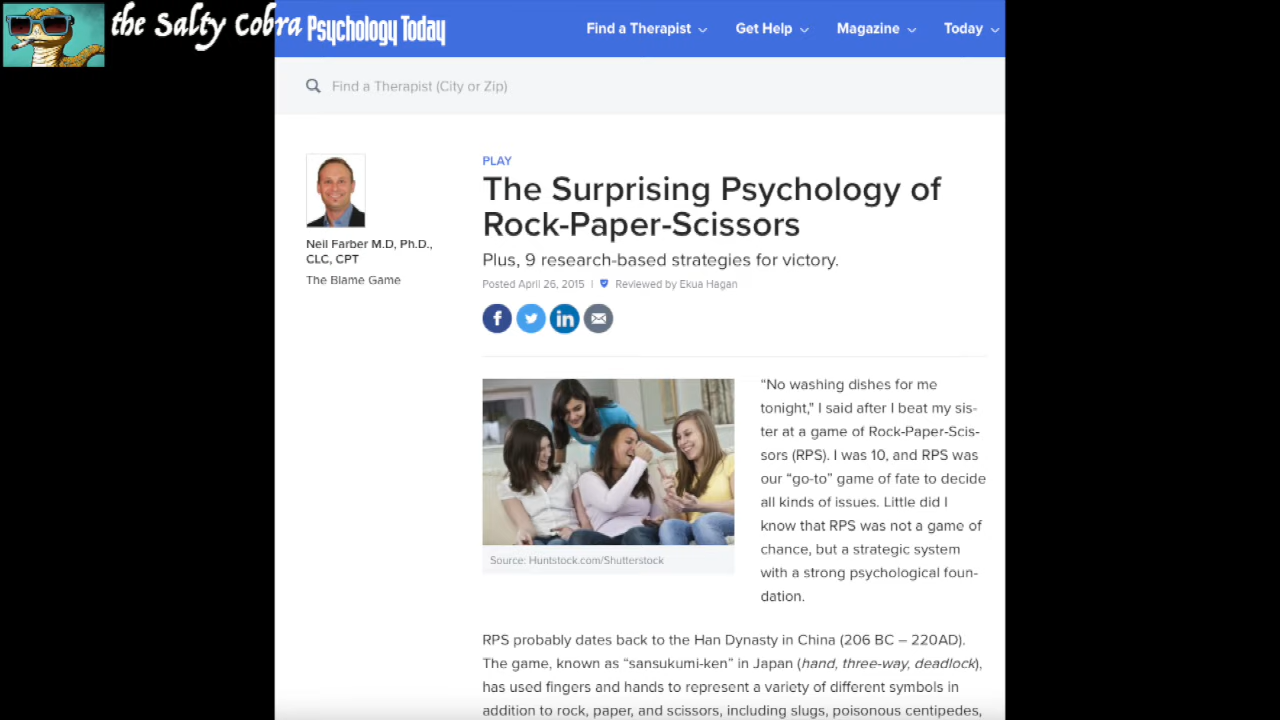 the Salty Cobra
Psychology Today
Find a Therapist
Get Help
Magazine
Today
Find a Therapist (City or Zip)
Neil Farber M.D, Ph.D.,
CLC, CPT
The Blame Game
PLAY
The Surprising Psychology of
Rock-Paper-Scissors
Plus, 9 research-based strategies for victory.
Posted April 26, 2015 | Reviewed by Ekua Hagan
Source: Huntstock.com/Shutterstock
“No washing dishes for me
tonight,” I said after I beat my sis-
ter at a game of Rock-Paper-Scis-
sors (RPS). I was 10, and RPS was
our “go-to” game of fate to decide
all kinds of issues. Little did I
know that RPS was not a game of
chance, but a strategic system
with a strong psychological foun-
dation.
RPS probably dates back to the Han Dynasty in China (206 BC – 220AD).
The game, known as “sansukumi-ken” in Japan (hand, three-way, deadlock),
has used fingers and hands to represent a variety of different symbols in
addition to rock, paper, and scissors, including slugs, poisonous centipedes,